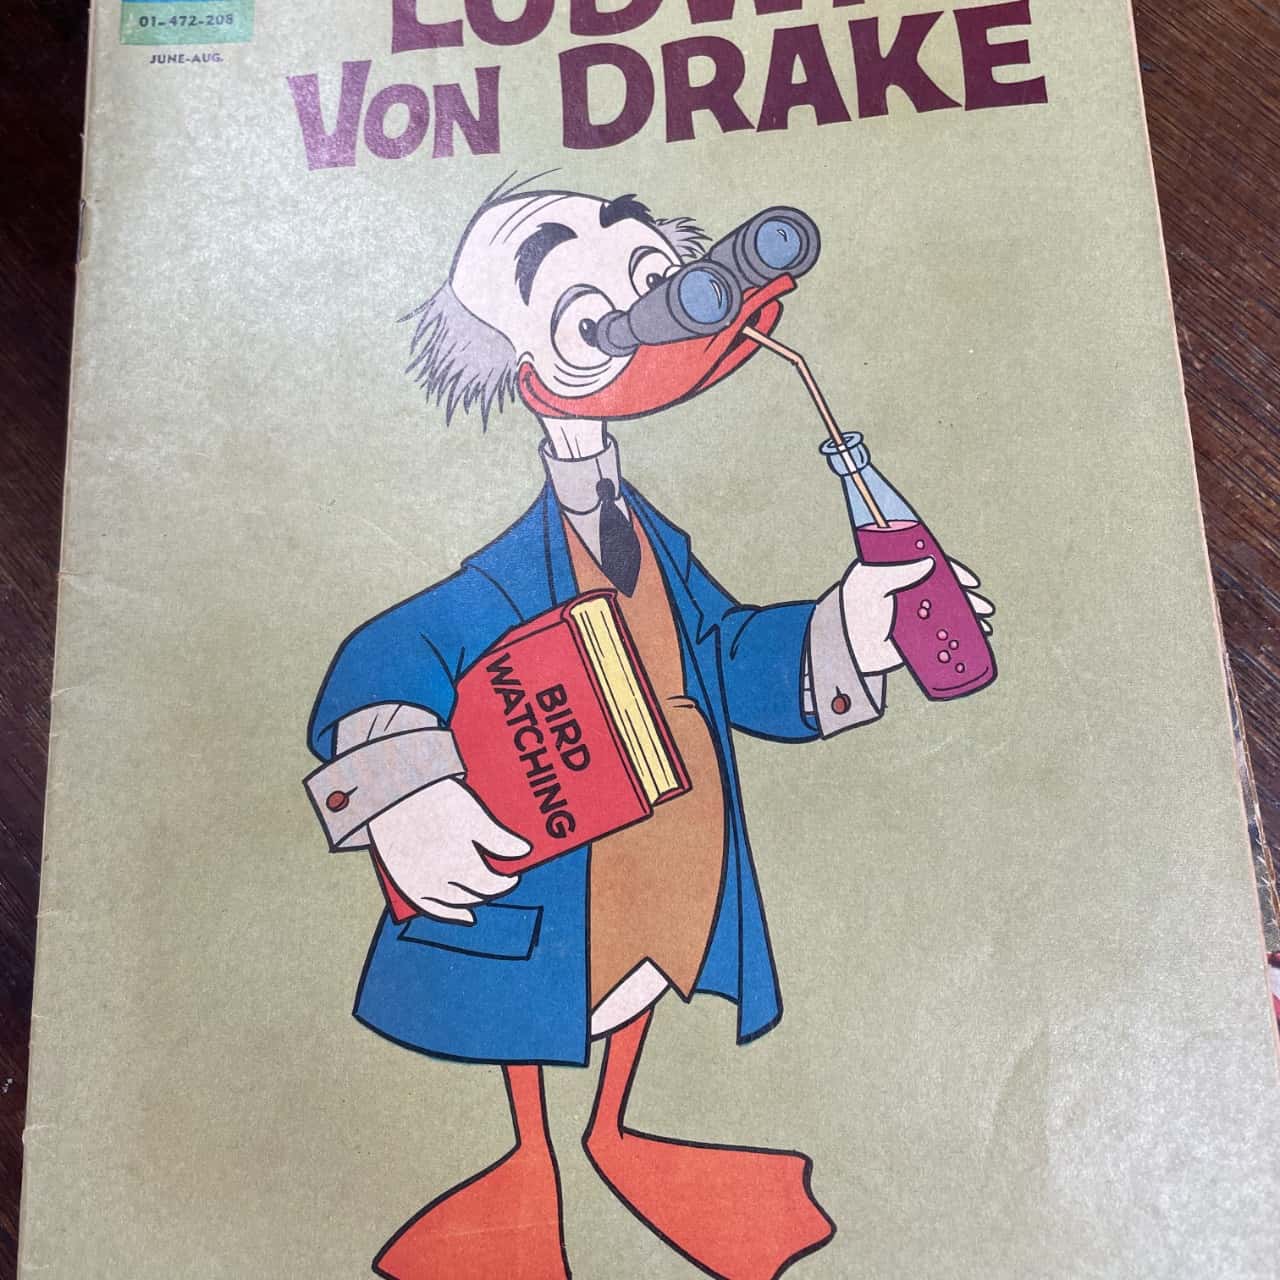 01-472-208
JUNE-AUG.
VON DRAKE
BIRD
WATCHING